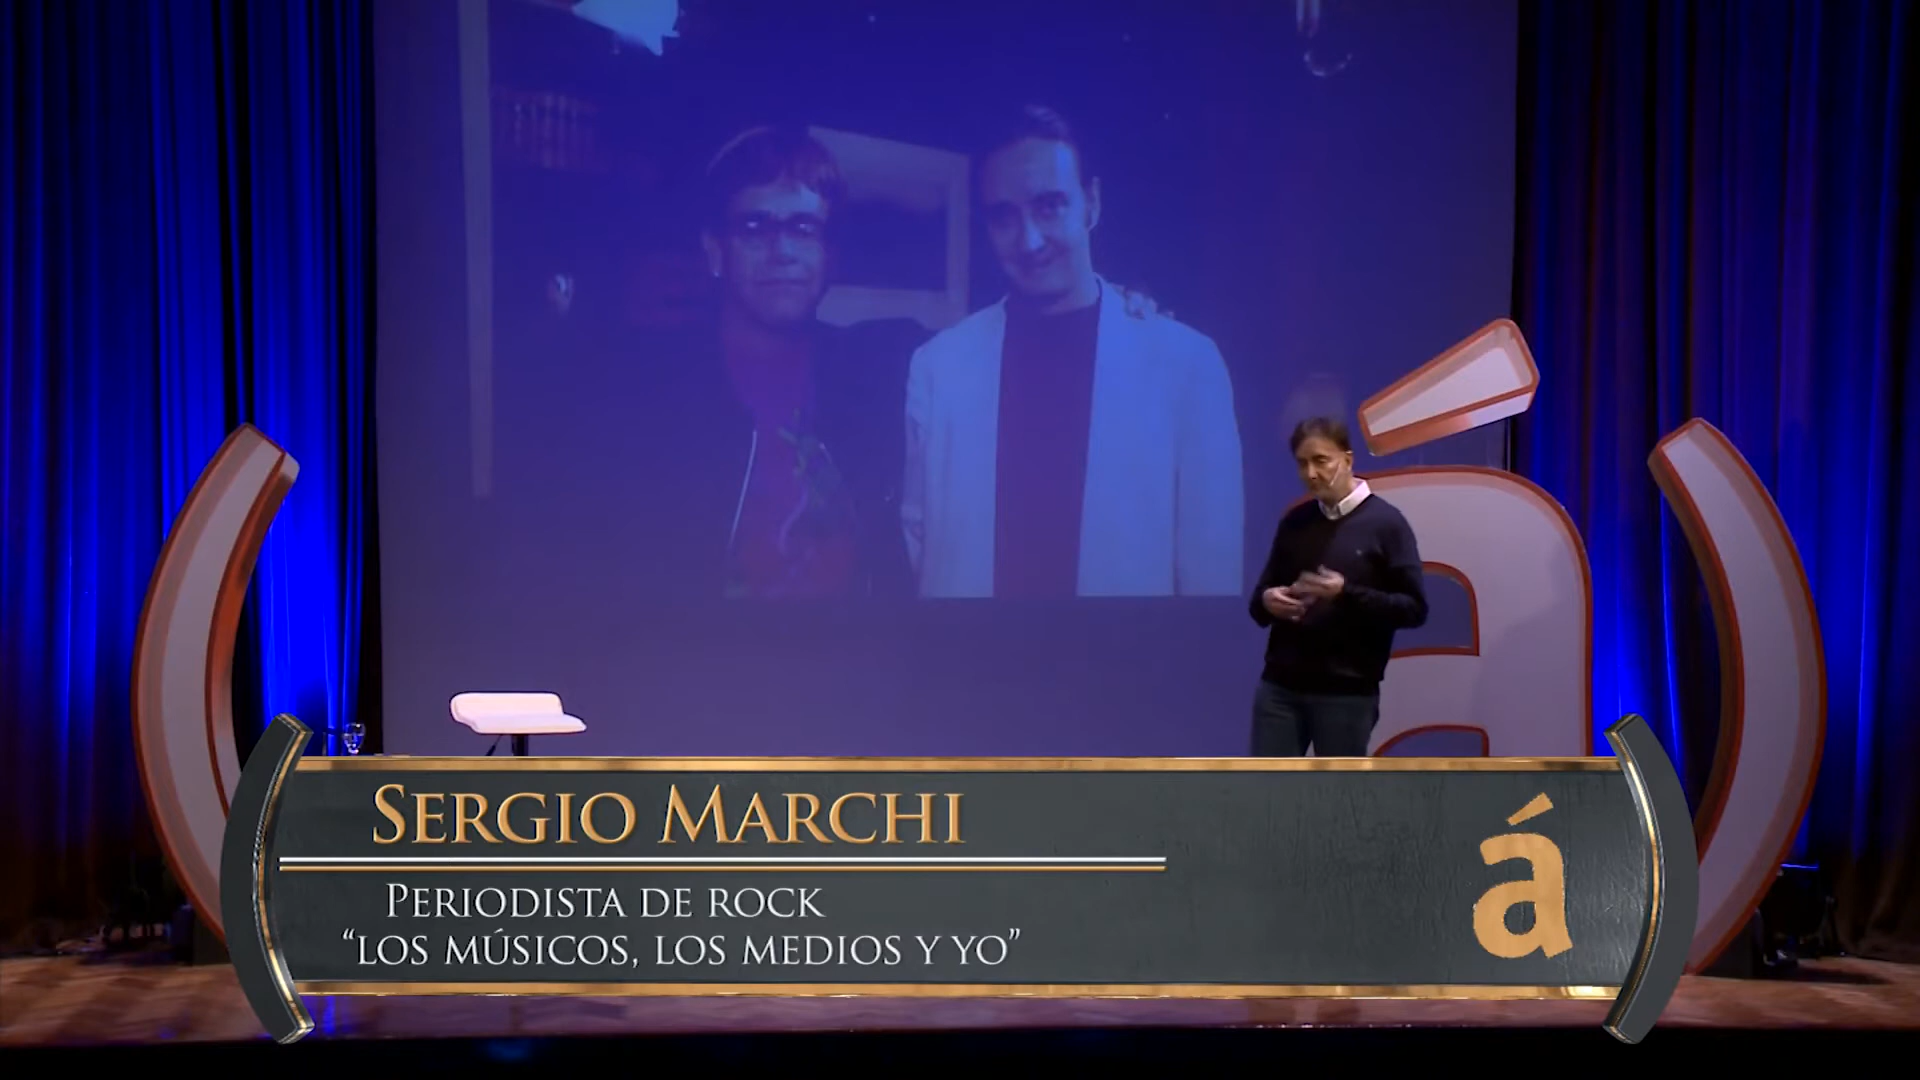 á
SERGIO MARCHI
PERIODISTA DE ROCK
“LOS MÚSICOS, LOS MEDIOS Y YO”
á